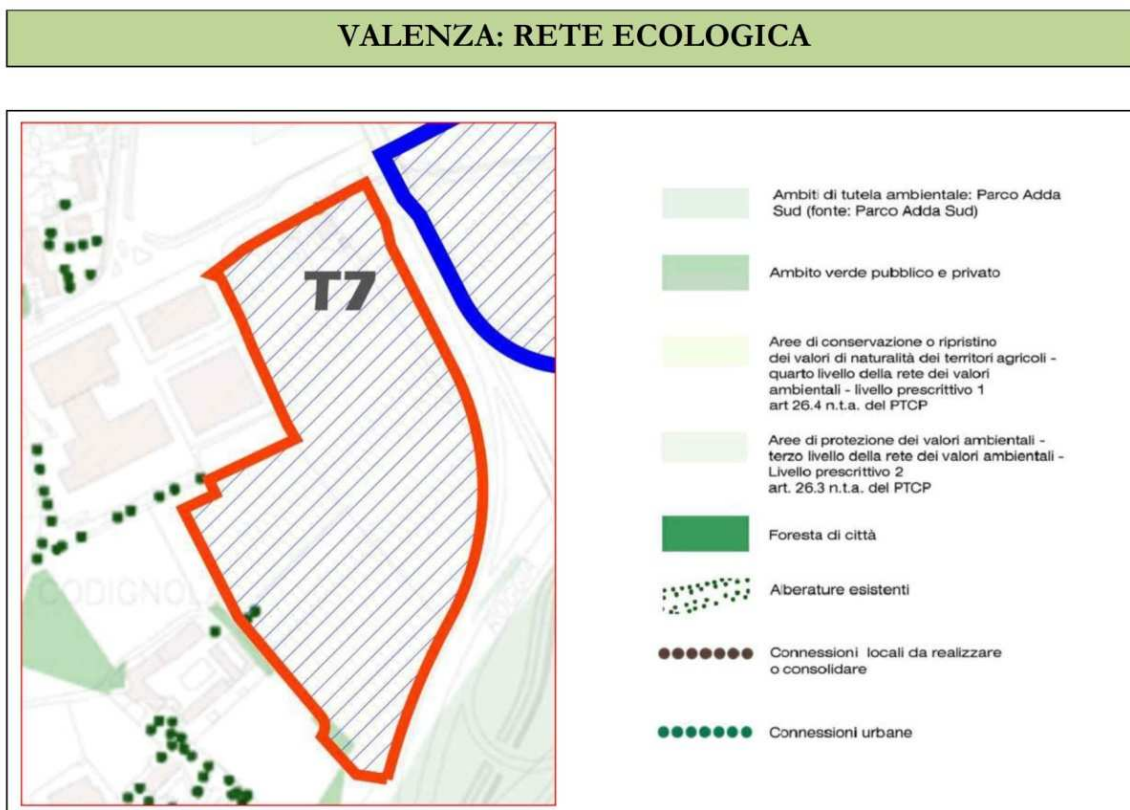 VALENZA: RETE ECOLOGICA
T7
CODIGNOL
Ambiti di tutela ambientale: Parco Adda
Sud (fonte: Parco Adda Sud)
Ambito verde pubblico e privato
Aree di conservazione o ripristino
dei valori di naturalità dei territori agricoli -
quarto livello della rete dei valori
ambientali - livello prescrittivo 1
art 26.4 n.t.a. del PTCP
Aree di protezione dei valori ambientali -
terzo livello della rete dei valori ambientali -
Livello prescrittivo 2
art. 26.3 n.t.a. del PTCP
Foresta di città
Alberature esistenti
Connessioni locali da realizzare
o consolidare
Connessioni urbane